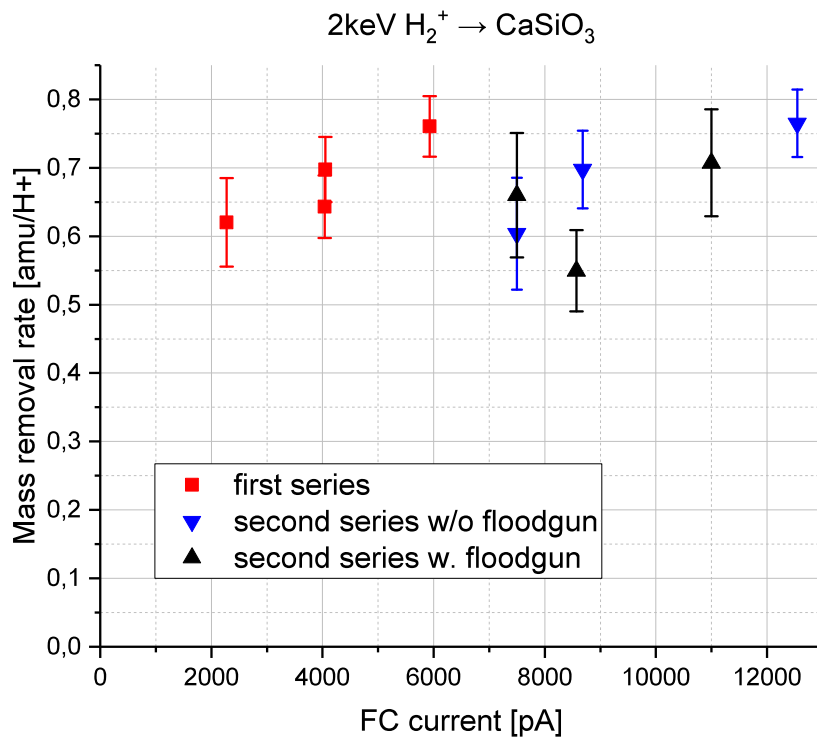 2keV H₂⁺ → CaSiO₃
Mass removal rate [amu/H+]
0,8
0,7
0,6
0,5
0,4
0,3
0,2
0,1
0,0
first series
second series w/o floodgun
second series w. floodgun
0 2000 4000 6000 8000 10000 12000
FC current [pA]